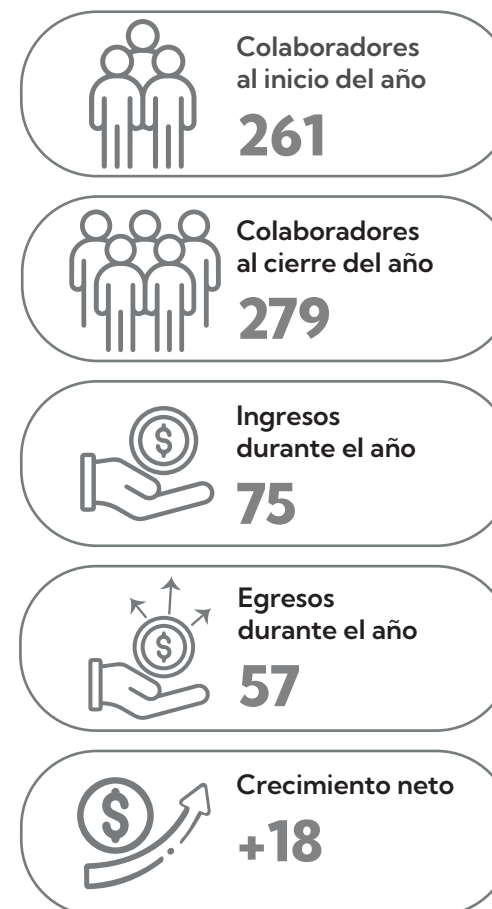 Colaboradores
al inicio del año
261
Colaboradores
al cierre del año
279
$
Ingresos
durante el año
75
$
Egresos
durante el año
57
$
Crecimiento neto
+18